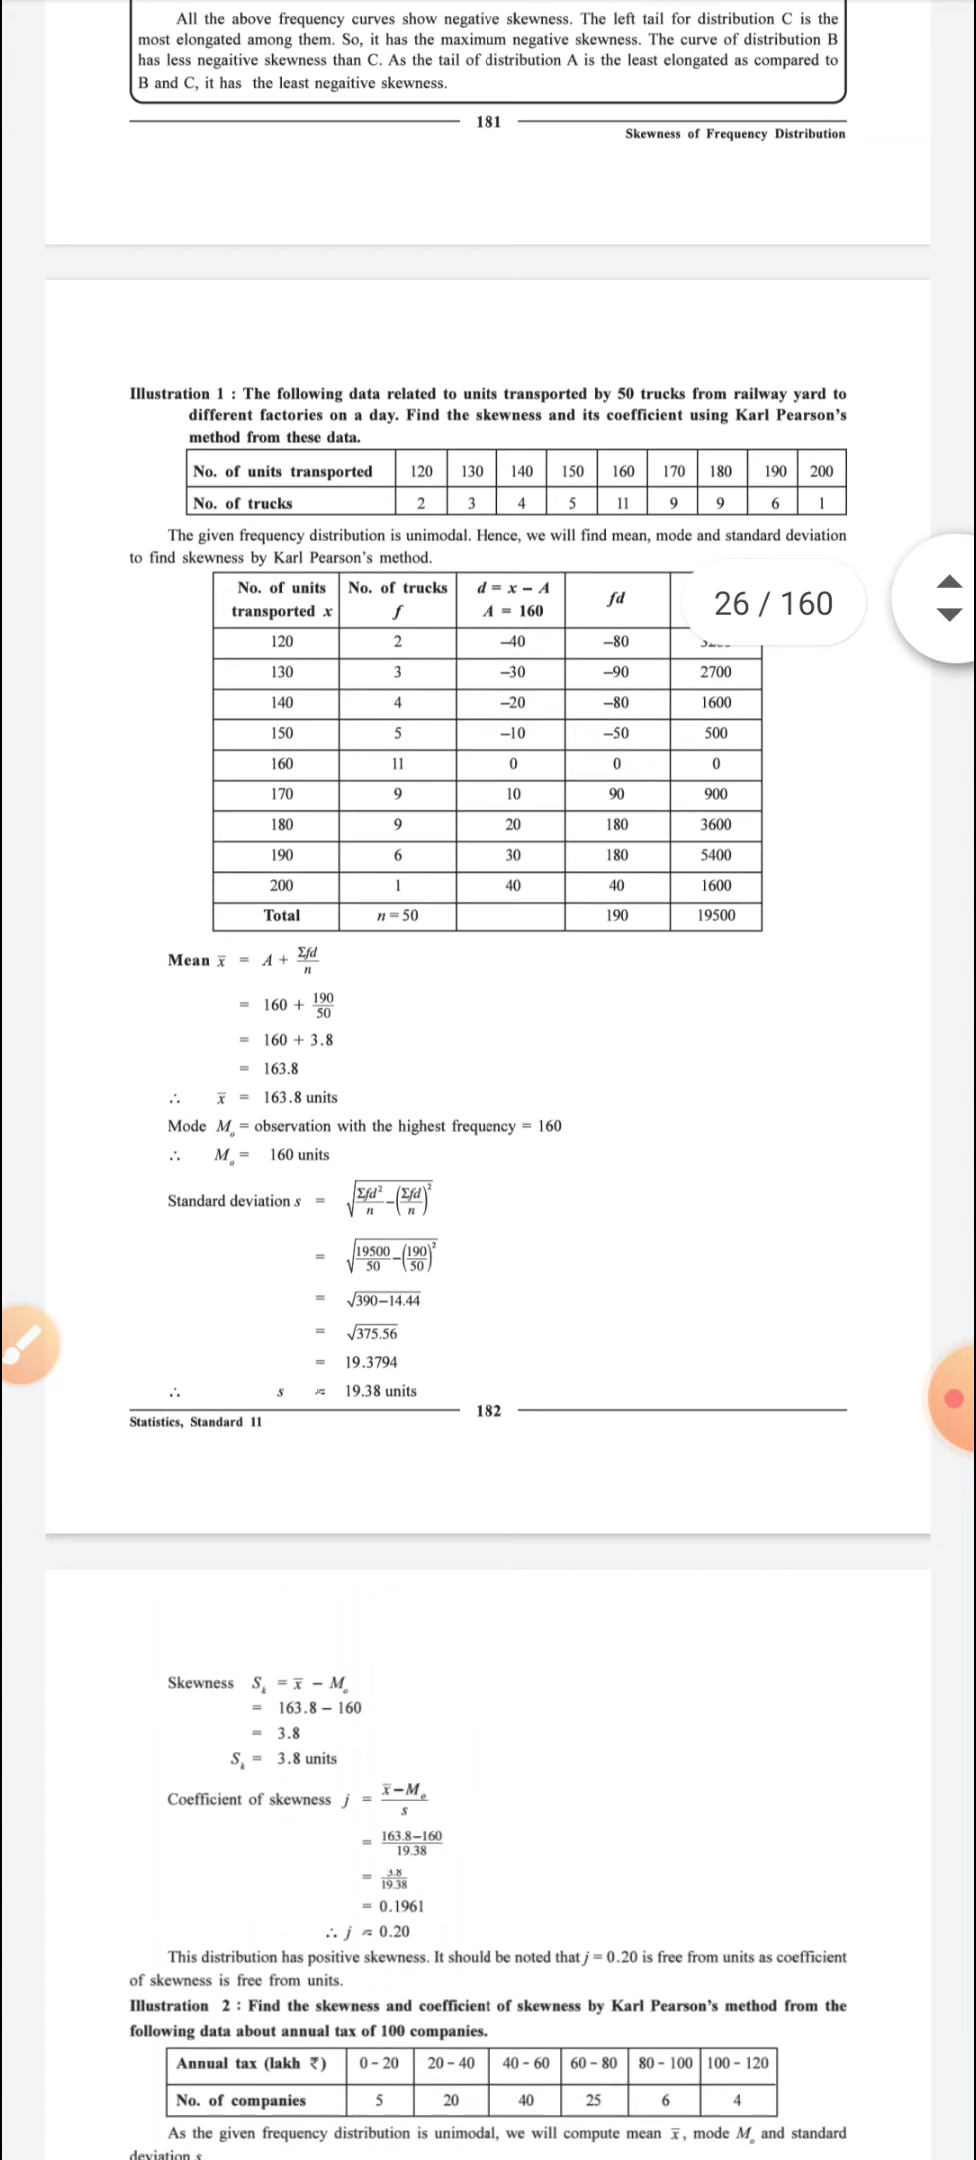 All the above frequency curves show negative skewness. The left tail for distribution C is the
most elongated among them. So, it has the maximum negative skewness. The curve of distribution B
has less negaitive skewness than C. As the tail of distribution A is the least elongated as compared to
B and C, it has the least negaitive skewness.
181
Skewness of Frequency Distribution
Illustration 1 : The following data related to units transported by 50 trucks from railway yard to
different factories on a day. Find the skewness and its coefficient using Karl Pearson's
method from these data.
No. of units transported 120 130 140 150 160 170 180 190 200
No. of trucks 2 3 4 5 11 9 9 6 1
The given frequency distribution is unimodal. Hence, we will find mean, mode and standard deviation
to find skewness by Karl Pearson's method.
No. of units transported x No. of trucks f d = x – A A = 160 fd
26 / 160
120 2 –40 –80
130 3 –30 –90 2700
140 4 –20 –80 1600
150 5 –10 –50 500
160 11 0 0 0
170 9 10 90 900
180 9 20 180 3600
190 6 30 180 5400
200 1 40 40 1600
Total n = 50 190 19500
Mean x̄ = A + Σfd/n
= 160 + 190/50
= 160 + 3.8
= 163.8
∴ x̄ = 163.8 units
Mode Mₒ = observation with the highest frequency = 160
∴ Mₒ = 160 units
Standard deviation s = √(Σfd²/n – (Σfd/n)²)
= √(19500/50 – (190/50)²)
= √390–14.44
= √375.56
= 19.3794
∴ s ≈ 19.38 units
182
Statistics, Standard 11
Skewness Sₖ = x̄ – Mₒ
= 163.8 – 160
= 3.8
Sₖ = 3.8 units
Coefficient of skewness j = (x̄–Mₒ)/s
= 163.8–160/19.38
= 3.8/19.38
= 0.1961
∴ j ≈ 0.20
This distribution has positive skewness. It should be noted that j = 0.20 is free from units as coefficient
of skewness is free from units.
Illustration 2 : Find the skewness and coefficient of skewness by Karl Pearson's method from the
following data about annual tax of 100 companies.
Annual tax (lakh ₹) 0 – 20 20 – 40 40 – 60 60 – 80 80 – 100 100 – 120
No. of companies 5 20 40 25 6 4
As the given frequency distribution is unimodal, we will compute mean x̄, mode Mₒ and standard
deviation s